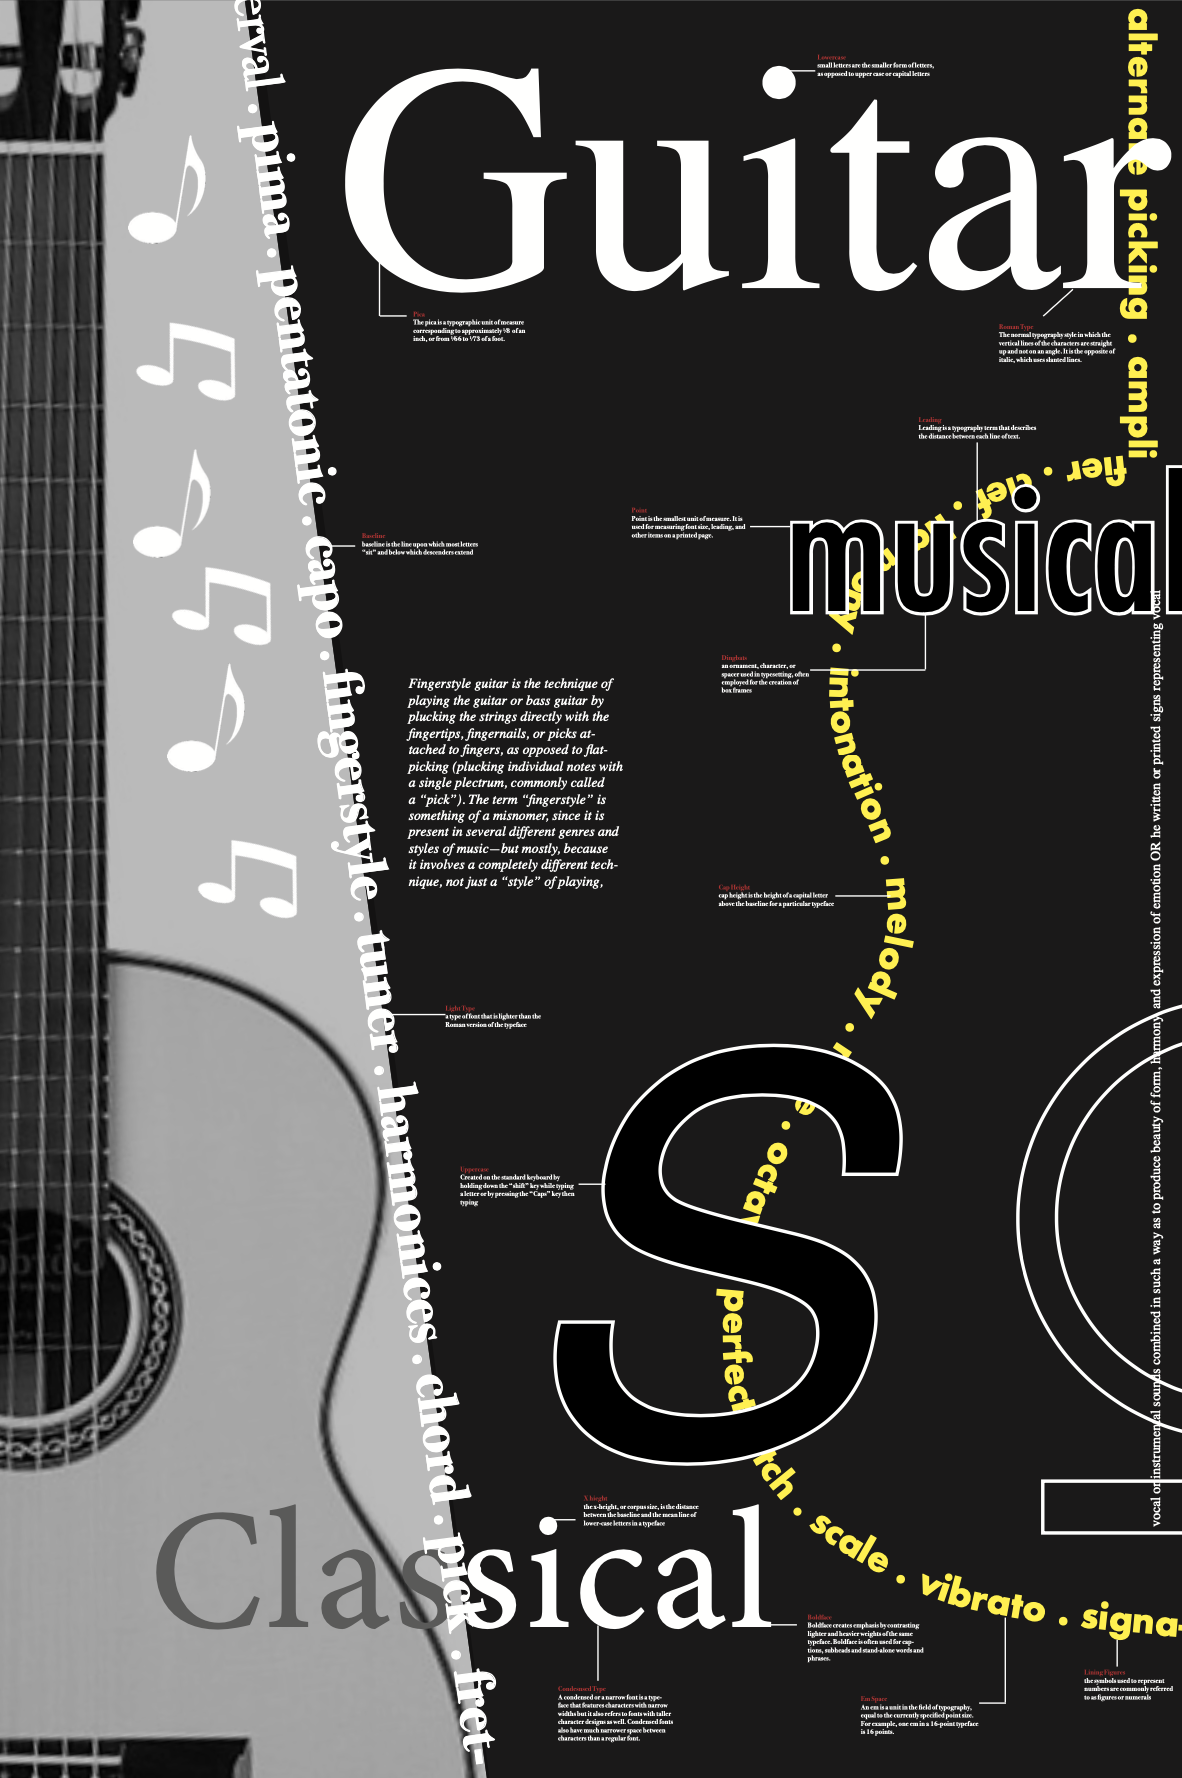 Guitar
Lowercase
small letters are the smaller form of letters,
as opposed to upper case or capital letters
Pica
The pica is a typographic unit of measure
corresponding to approximately 1⁄6 of an
inch, or from 1⁄66 to 1⁄73 of a foot.
Roman Type
The normal typography style in which the
vertical lines of the characters are straight
up and not on an angle. It is the opposite of
italic, which uses slanted lines.
Leading
Leading is a typography term that describes
the distance between each line of text.
Point
Point is the smallest unit of measure. It is
used for measuring font size, leading, and
other items on a printed page.
musical
Baseline
baseline is the line upon which most letters
“sit” and below which descenders extend
Dingbats
an ornament, character, or
spacer used in typesetting, often
employed for the creation of
box frames
Fingerstyle guitar is the technique of
playing the guitar or bass guitar by
plucking the strings directly with the
fingertips, fingernails, or picks at-
tached to fingers, as opposed to flat-
picking (plucking individual notes with
a single plectrum, commonly called
a “pick”). The term “fingerstyle” is
something of a misnomer, since it is
present in several different genres and
styles of music—but mostly, because
it involves a completely different tech-
nique, not just a “style” of playing,
Cap Height
cap height is the height of a capital letter
above the baseline for a particular typeface
Light Type
a type of font that is lighter than the
Roman version of the typeface
S
Uppercase
Created on the standard keyboard by
holding down the “shift” key while typing
a letter or by pressing the “Caps” key then
typing
X hieght
the x-height, or corpus size, is the distance
between the baseline and the mean line of
lower-case letters in a typeface
Classical
Boldface
Boldface creates emphasis by contrasting
lighter and heavier weights of the same
typeface. Boldface is often used for cap-
tions, subheads and stand-alone words and
phrases.
Condensed Type
A condensed or a narrow font is a type-
face that features characters with narrow
widths but it also refers to fonts with taller
character designs as well. Condensed fonts
also have much narrower space between
characters than a regular font.
Em Space
An em is a unit in the field of typography,
equal to the currently specified point size.
For example, one em in a 16-point typeface
is 16 points.
Lining Figures
the symbols used to represent
numbers are commonly referred
to as figures or numerals
erval · pima · pentatonic · capo · fingerstyle · tuner · harmonices · chord · pick · fret-
alternate picking · ampli
fier · clef ·
ony · intonation · melody ·
e · octav
perfect
tch · scale · vibrato · signa-
vocal or instrumental sounds combined in such a way as to produce beauty of form, harmony, and expression of emotion OR he written or printed signs representing vocal